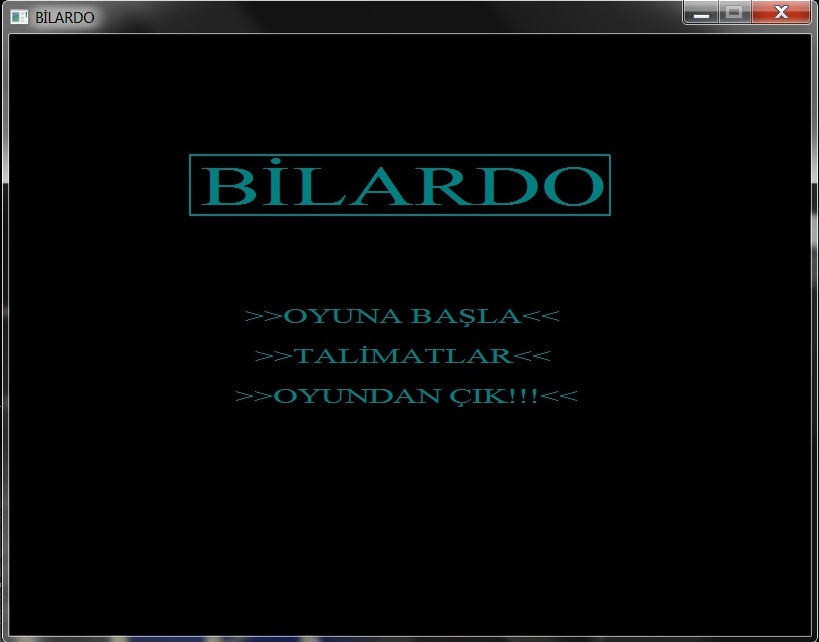 BİLARDO
BİLARDO
>>OYUNA BAŞLA<<
>>TALİMATLAR<<
>>OYUNDAN ÇIK!!!<<